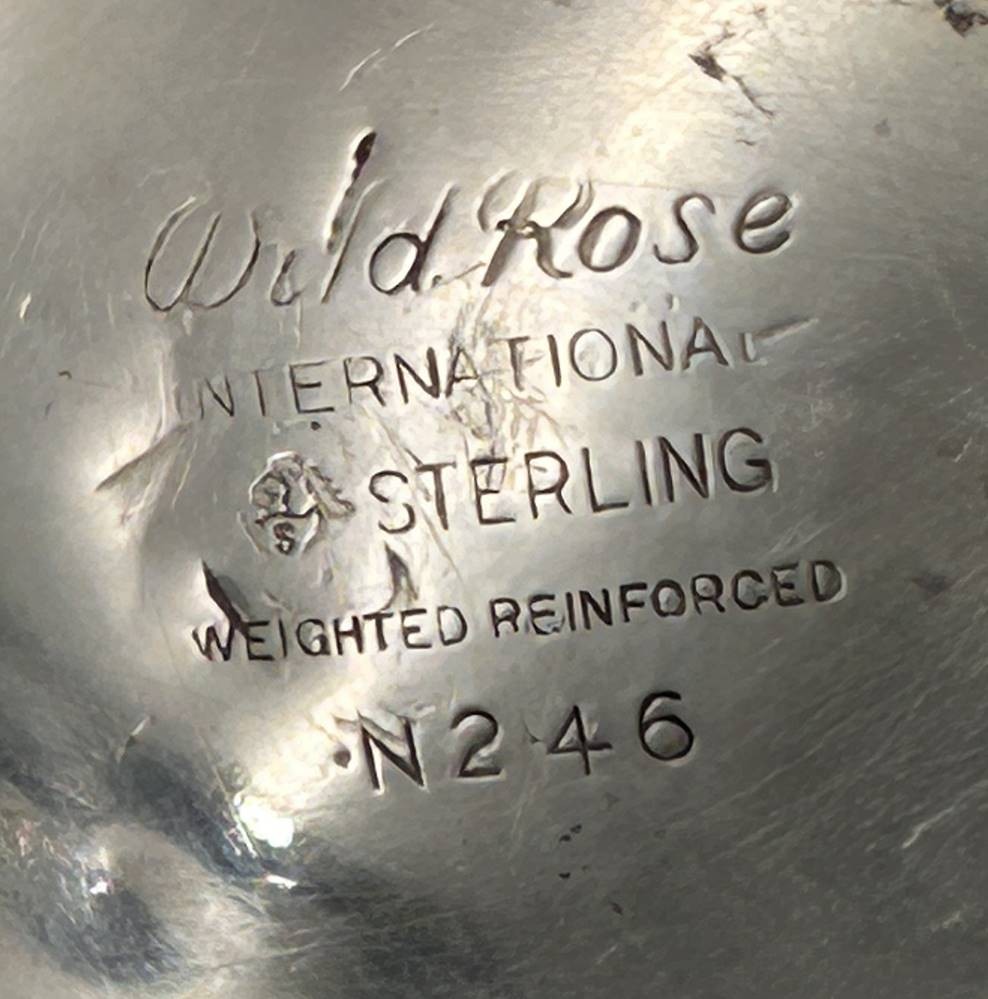 Wild Rose
INTERNATIONAL
S STERLING
WEIGHTED REINFORCED
N246